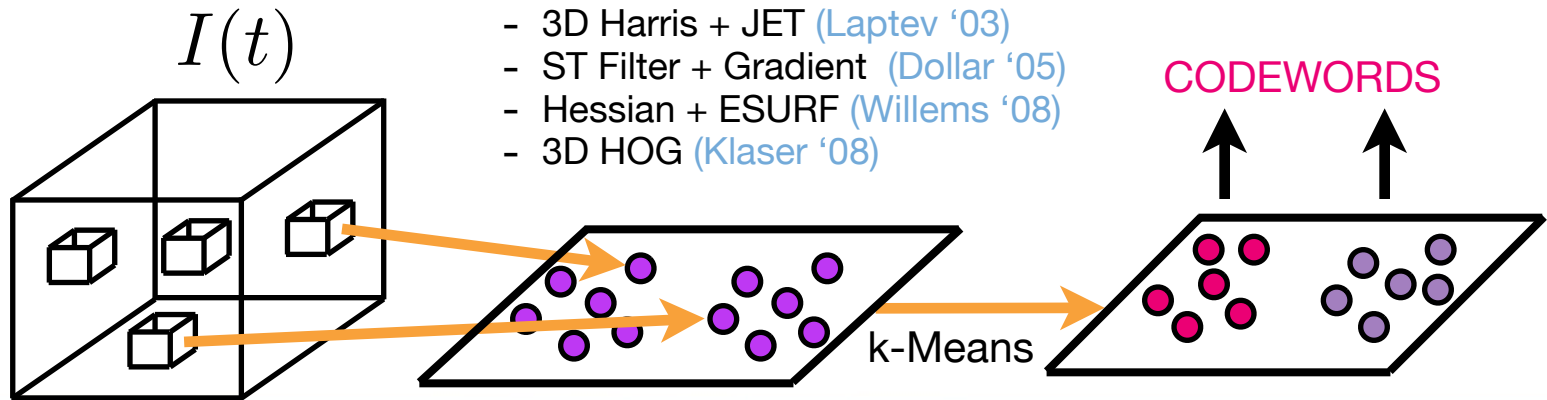 I(t)
- 3D Harris + JET (Laptev ‘03)
- ST Filter + Gradient (Dollar ‘05)
- Hessian + ESURF (Willems ‘08)
- 3D HOG (Klaser ‘08)
CODEWORDS
k-Means